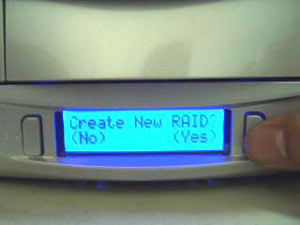 Create New RAID?
(No) (Yes)